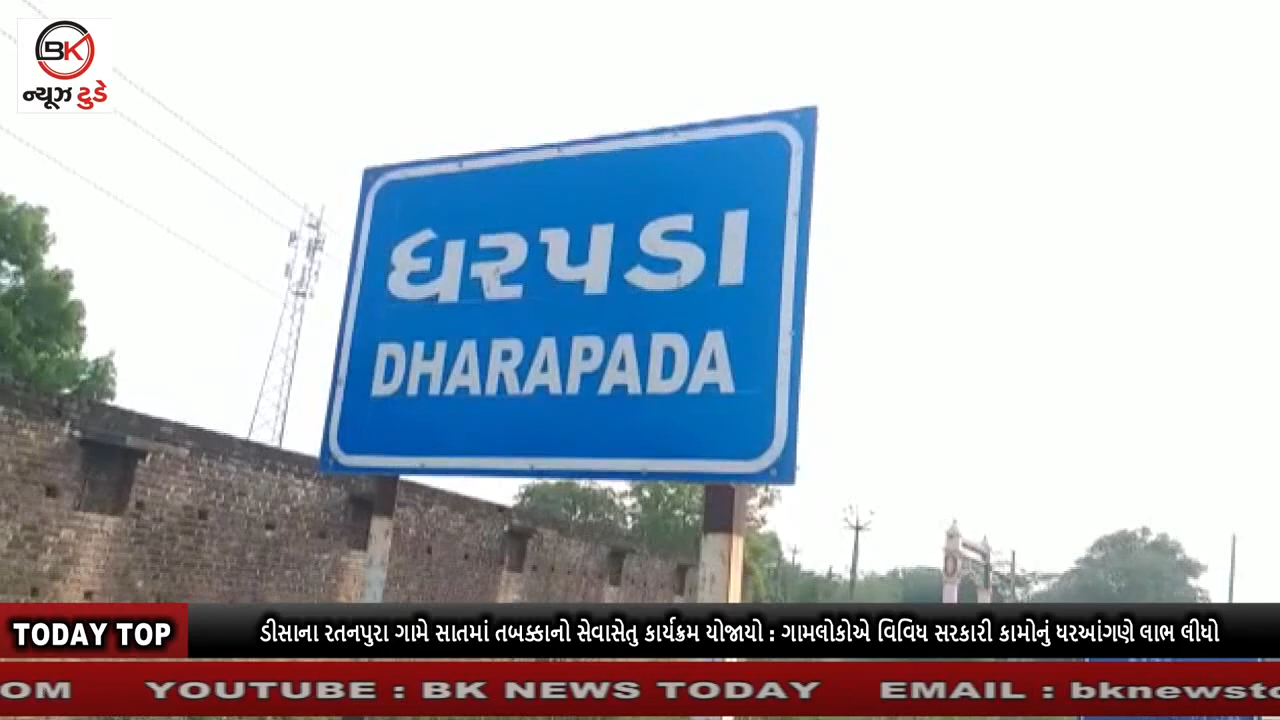 BK
ન્યૂઝ ટુડે
ધરપડા
DHARAPADA
TODAY TOP
ડીસાના રતનપુરા ગામે સાતમાં તબક્કાનો સેવાસેતુ કાર્યક્રમ યોજાયો : ગામલોકોએ વિવિધ સરકારી કામોનું ઘરઆંગણે લાભ લીધો
OM YOUTUBE : BK NEWS TODAY EMAIL : bknewsto